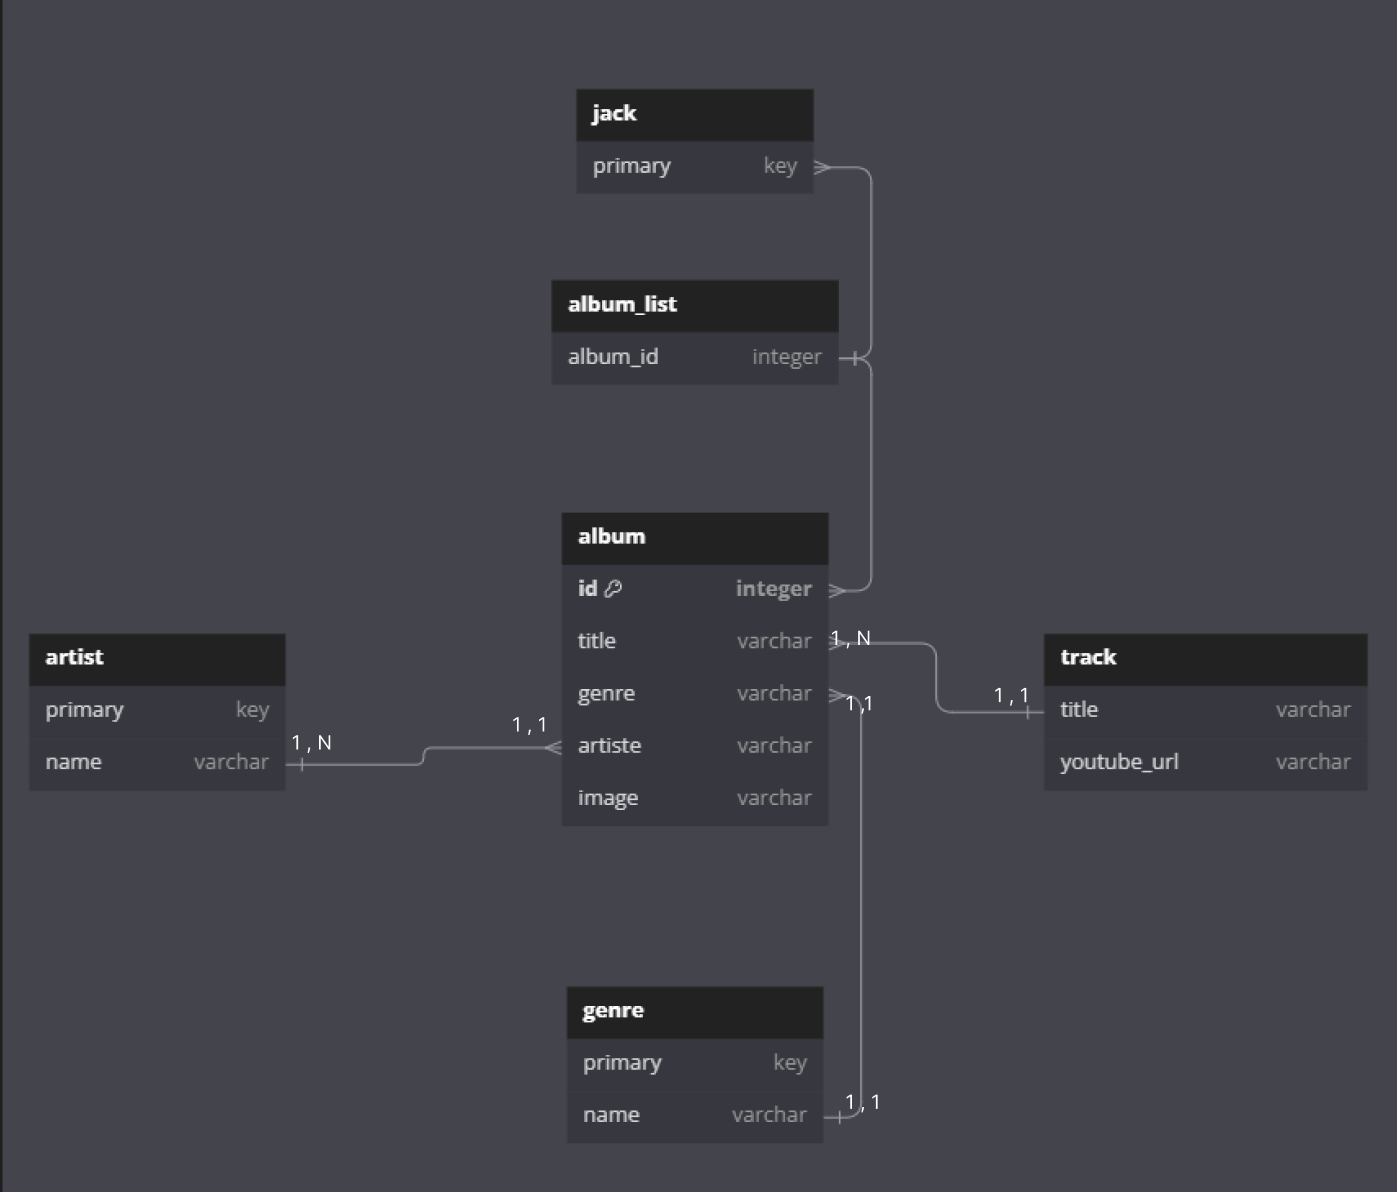 jack
primary key
album_list
album_id integer
album
id integer
title varchar
1, N
genre varchar
1,1
artiste varchar
1,1
image varchar
artist
primary key
name varchar
1, N
track
title varchar
1,1
youtube_url varchar
genre
primary key
name varchar
1, 1